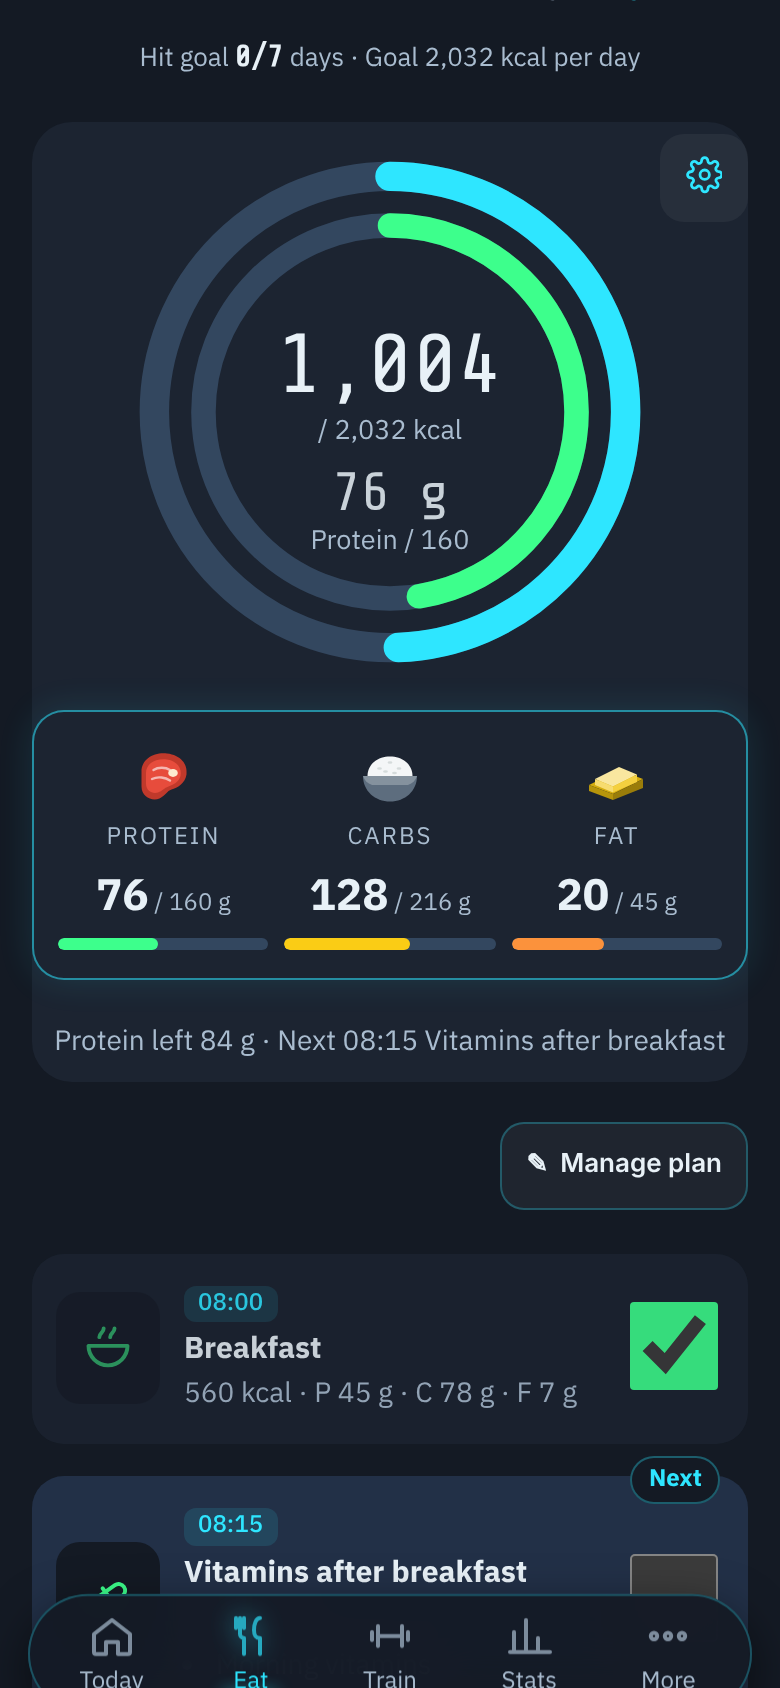 Hit goal 0/7 days · Goal 2,032 kcal per day
1,004
/ 2,032 kcal
76 g
Protein / 160
PROTEIN CARBS FAT
76 / 160 g 128 / 216 g 20 / 45 g
Protein left 84 g · Next 08:15 Vitamins after breakfast
✎ Manage plan
08:00
Breakfast
560 kcal · P 45 g · C 78 g · F 7 g
Next
08:15
Vitamins after breakfast
Today Eat Train Stats More